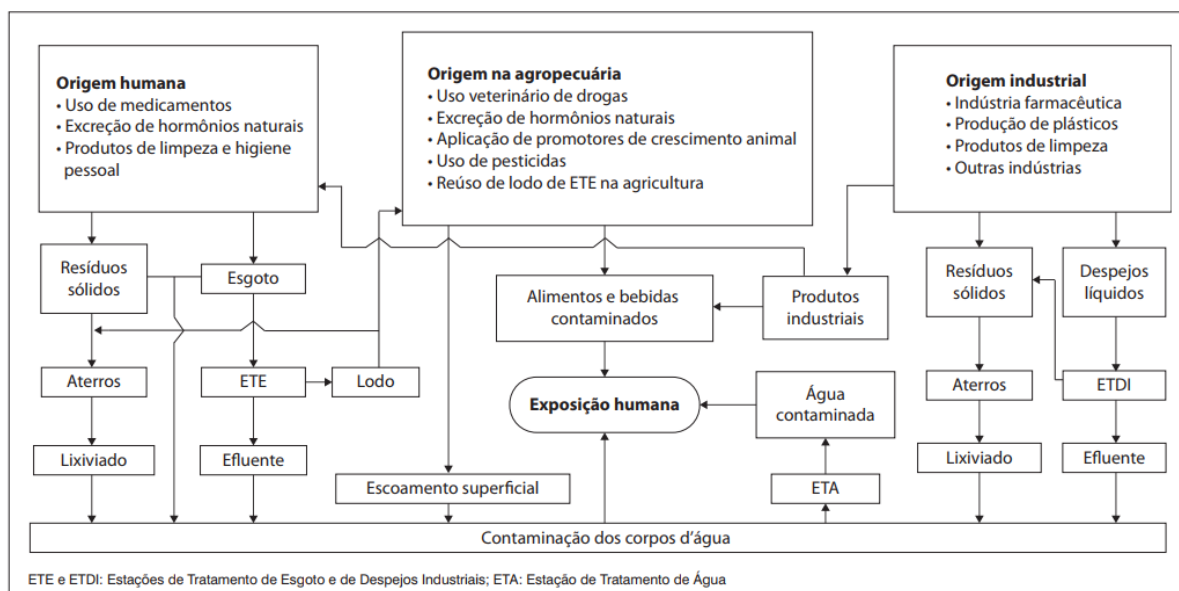 Origem humana
• Uso de medicamentos
• Excreção de hormônios naturais
• Produtos de limpeza e higiene
pessoal
Origem na agropecuária
• Uso veterinário de drogas
• Excreção de hormônios naturais
• Aplicação de promotores de crescimento animal
• Uso de pesticidas
• Reúso de lodo de ETE na agricultura
Origem industrial
• Indústria farmacêutica
• Produção de plásticos
• Produtos de limpeza
• Outras indústrias
Resíduos
sólidos
Esgoto
Alimentos e bebidas
contaminados
Produtos
industriais
Resíduos
sólidos
Despejos
líquidos
Aterros
ETE
Lodo
Exposição humana
Água
contaminada
Aterros
ETDI
Lixiviado
Efluente
Escoamento superficial
ETA
Lixiviado
Efluente
Contaminação dos corpos d’água
ETE e ETDI: Estações de Tratamento de Esgoto e de Despejos Industriais; ETA: Estação de Tratamento de Água